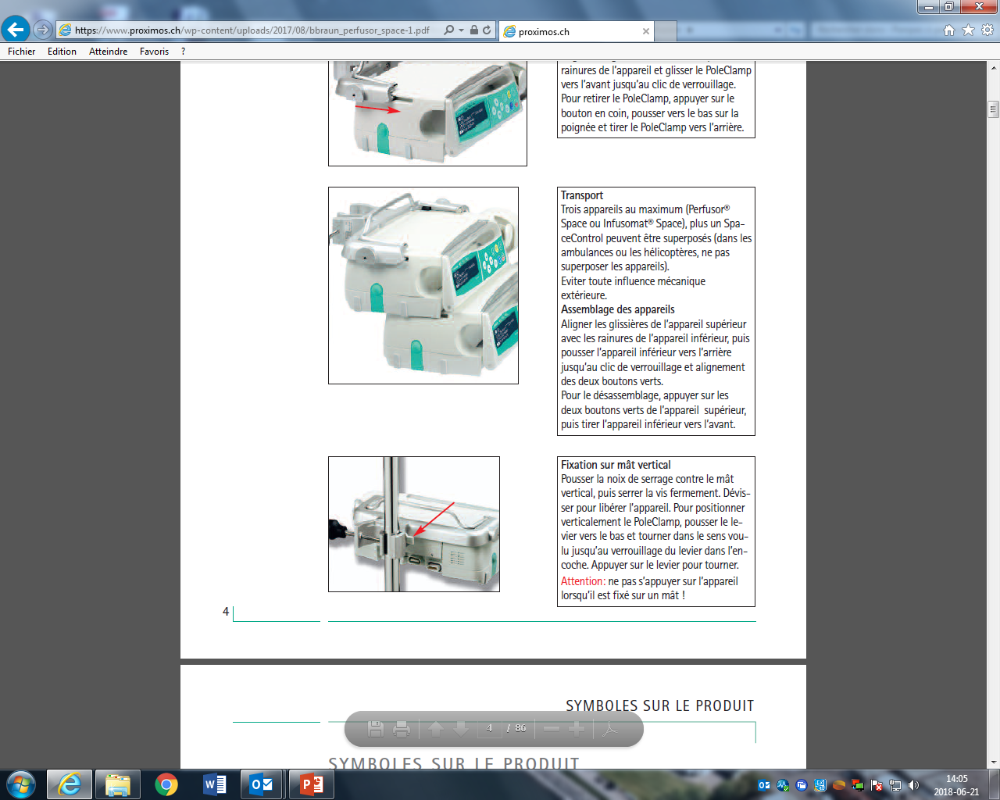 https://www.proximos.ch/wp-content/uploads/2017/08/bbraun_perfusor_space-1.pdf
proximos.ch
Fichier Edition Atteindre Favoris ?
rainures de l'appareil et glisser le PoleClamp
vers l'avant jusqu'au clic de verrouillage.
Pour retirer le PoleClamp, appuyer sur le
bouton en coin, pousser vers le bas sur la
poignée et tirer le PoleClamp vers l'arrière.
Transport
Trois appareils au maximum (Perfusor®
Space ou Infusomat® Space), plus un Spa-
ceControl peuvent être superposés (dans les
ambulances ou les hélicoptères, ne pas
superposer les appareils).
Eviter toute influence mécanique
extérieure.
Assemblage des appareils
Aligner les glissières de l'appareil supérieur
avec les rainures de l'appareil inférieur, puis
pousser l'appareil inférieur vers l'arrière
jusqu'au clic de verrouillage et alignement
des deux boutons verts.
Pour le désassemblage, appuyer sur les
deux boutons verts de l'appareil supérieur,
puis tirer l'appareil inférieur vers l'avant.
Fixation sur mât vertical
Pousser la noix de serrage contre le mât
vertical, puis serrer la vis fermement. Dévis-
ser pour libérer l'appareil. Pour positionner
verticalement le PoleClamp, pousser le le-
vier vers le bas et tourner dans le sens vou-
lu jusqu'au verrouillage du levier dans l'en-
coche. Appuyer sur le levier pour tourner.
Attention: ne pas s'appuyer sur l'appareil
lorsqu'il est fixé sur un mât !
4
SYMBOLES SUR LE PRODUIT
4 / 86
SYMBOLES SUR LE PRODUIT
14:05
2018-06-21